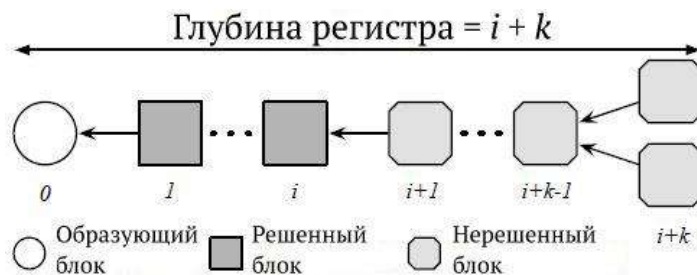 Глубина регистра = i + k
0 1 i i+1 i+k-1 i+k
Образующий блок
Решенный блок
Нерешенный блок